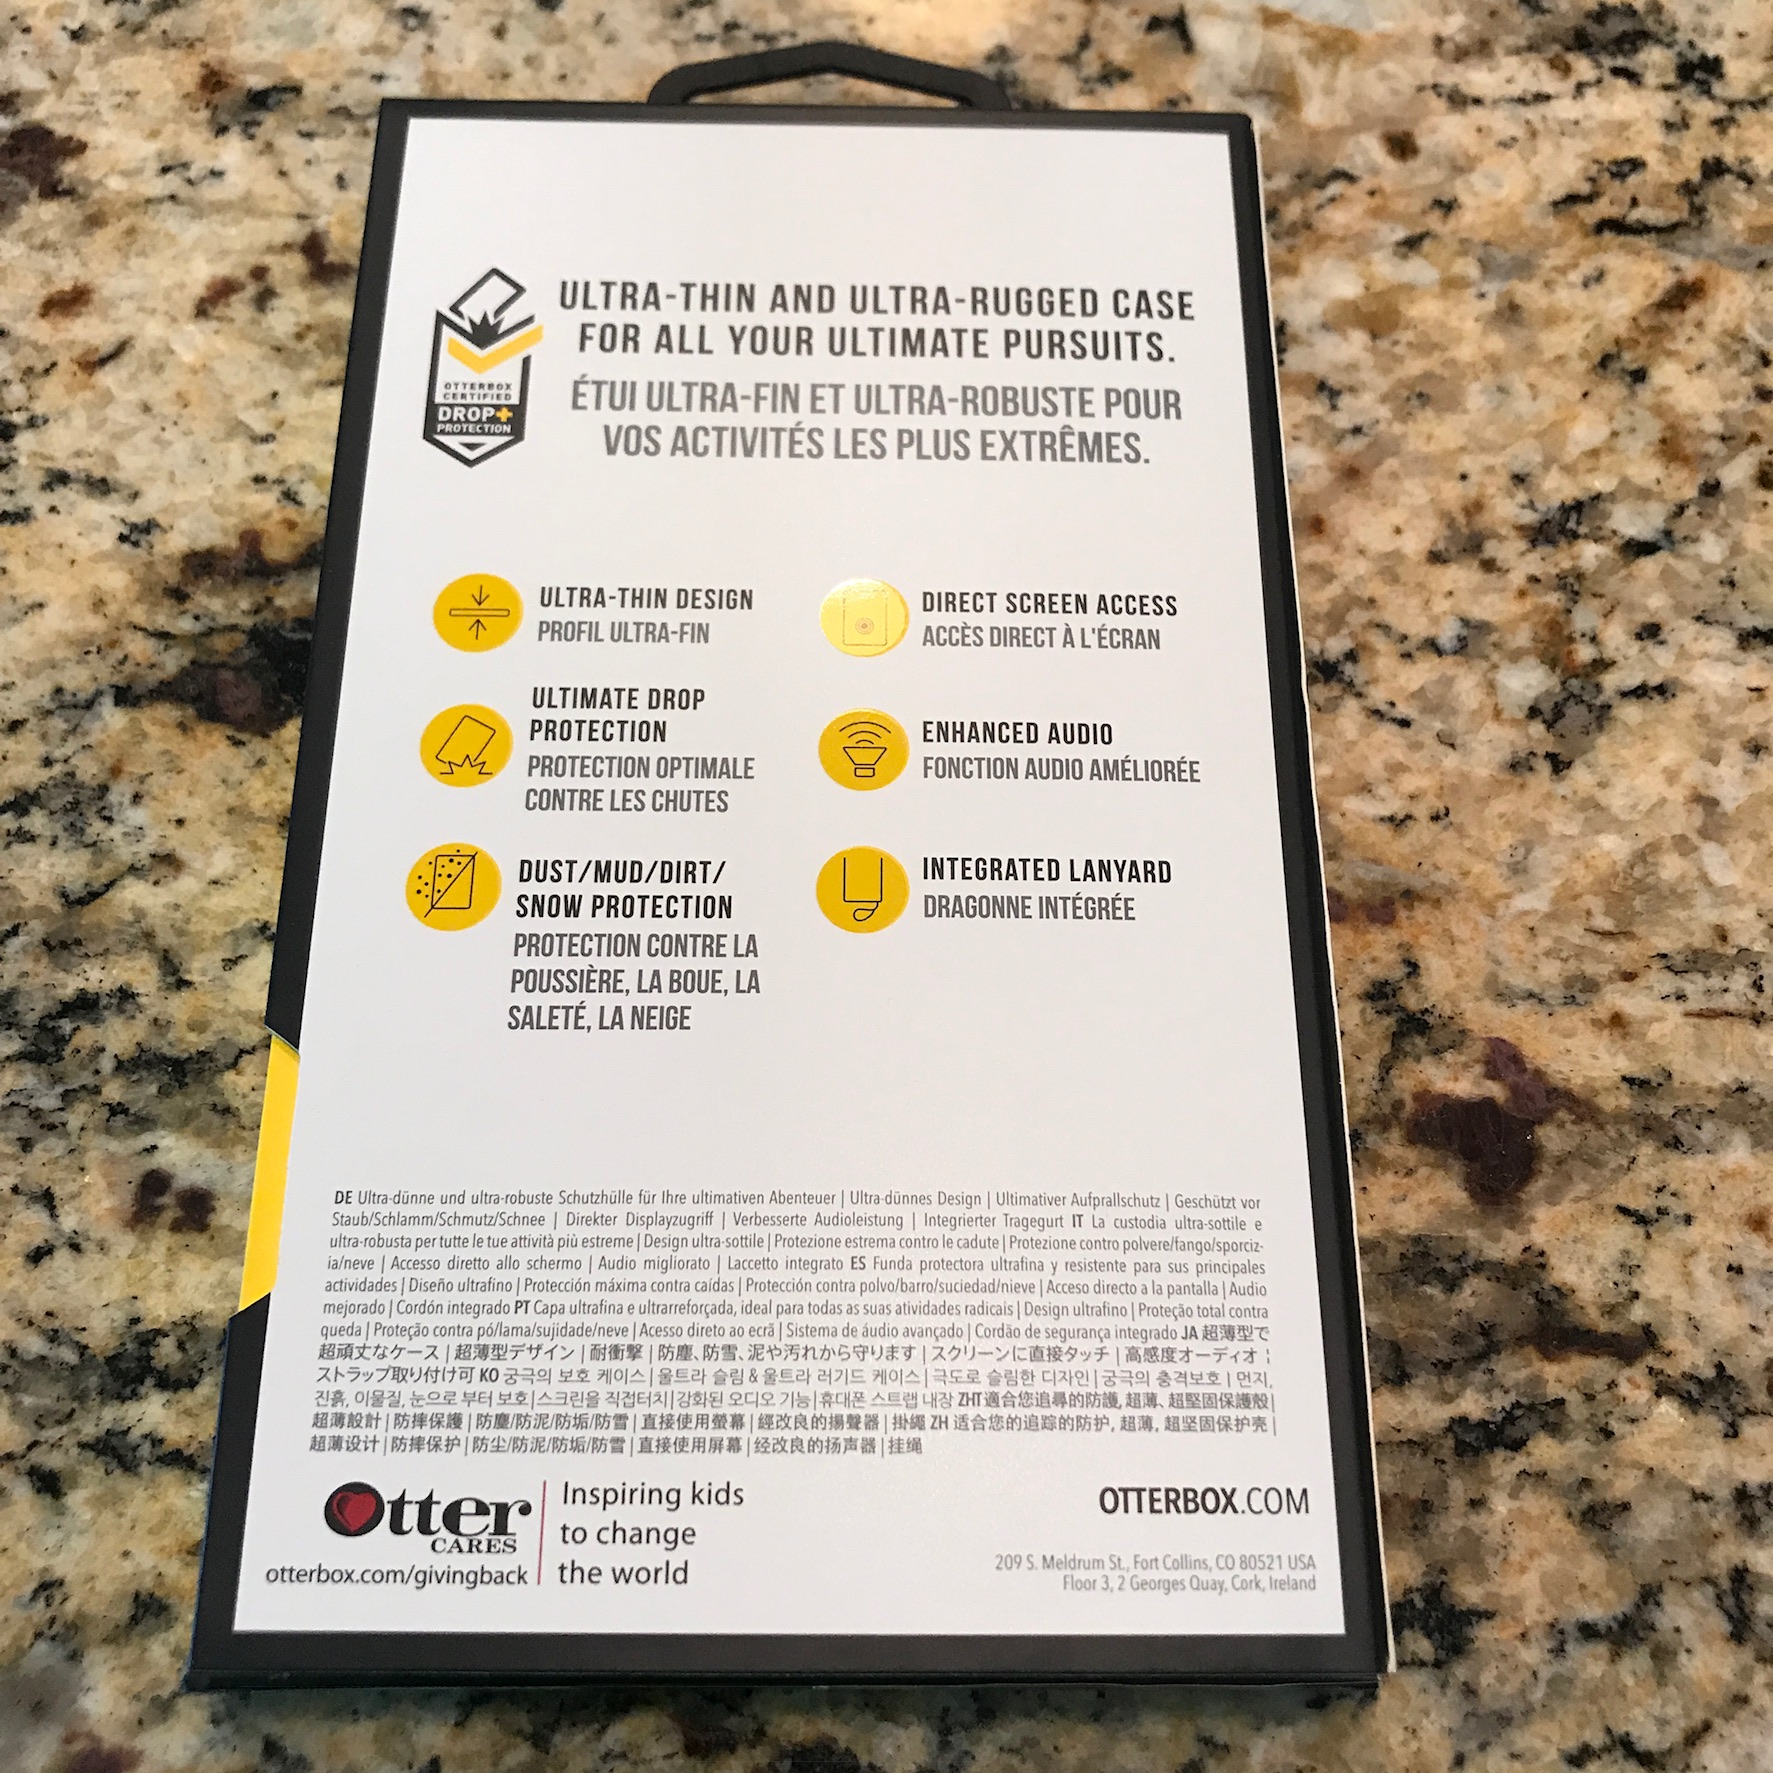 ULTRA-THIN AND ULTRA-RUGGED CASE
FOR ALL YOUR ULTIMATE PURSUITS.
ÉTUI ULTRA-FIN ET ULTRA-ROBUSTE POUR
VOS ACTIVITÉS LES PLUS EXTRÊMES.
OTTERBOX
CERTIFIED
DROP+
PROTECTION
ULTRA-THIN DESIGN
PROFIL ULTRA-FIN
ULTIMATE DROP
PROTECTION
PROTECTION OPTIMALE
CONTRE LES CHUTES
DUST/MUD/DIRT/
SNOW PROTECTION
PROTECTION CONTRE LA
POUSSIÈRE, LA BOUE, LA
SALETÉ, LA NEIGE
DIRECT SCREEN ACCESS
ACCÈS DIRECT À L'ÉCRAN
ENHANCED AUDIO
FONCTION AUDIO AMÉLIORÉE
INTEGRATED LANYARD
DRAGONNE INTÉGRÉE
DE Ultra-dünne und ultra-robuste Schutzhülle für Ihre ultimativen Abenteuer | Ultra-dünnes Design | Ultimativer Aufprallschutz | Geschützt vor
Staub/Schlamm/Schmutz/Schnee | Direkter Displayzugriff | Verbesserte Audioleistung | Integrierter Tragegurt IT La custodia ultra-sottile e
ultra-robusta per tutte le tue attività più estreme | Design ultra-sottile | Protezione estrema contro le cadute | Protezione contro polvere/fango/sporciz-
ia/neve | Accesso diretto allo schermo | Audio migliorato | Laccetto integrato ES Funda protectora ultrafina y resistente para sus principales
actividades | Diseño ultrafino | Protección máxima contra caídas | Protección contra polvo/barro/suciedad/nieve | Acceso directo a la pantalla | Audio
mejorado | Cordón integrado PT Capa ultrafina e ultrarreforçada, ideal para todas as suas atividades radicais | Design ultrafino | Proteção total contra
queda | Proteção contra pó/lama/sujidade/neve | Acesso direto ao ecrã | Sistema de áudio avançado | Cordão de segurança integrado JA 超薄型で
超頑丈なケース | 超薄型デザイン | 耐衝撃 | 防塵、防雪、泥や汚れから守ります | スクリーンに直接タッチ | 高感度オーディオ |
ストラップ取り付け可 KO 궁극의 보호 케이스 | 울트라 슬림 & 울트라 러기드 케이스 | 극도로 슬림한 디자인 | 궁극의 충격보호 | 먼지,
진흙, 이물질, 눈으로 부터 보호 | 스크린을 직접터치 | 강화된 오디오 기능 | 휴대폰 스트랩 내장 ZHT 適合您追尋的防護, 超薄、超堅固保護殼 |
超薄設計 | 防摔保護 | 防塵/防泥/防垢/防雪 | 直接使用螢幕 | 經改良的揚聲器 | 掛繩 ZH 适合您的追踪的防护, 超薄, 超坚固保护壳 |
超薄设计 | 防摔保护 | 防尘/防泥/防垢/防雪 | 直接使用屏幕 | 经改良的扬声器 | 挂绳
Otter
CARES
otterbox.com/givingback
Inspiring kids
to change
the world
OTTERBOX.COM
209 S. Meldrum St., Fort Collins, CO 80521 USA
Floor 3, 2 Georges Quay, Cork, Ireland